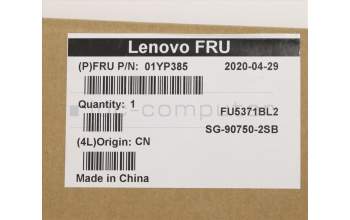 Lenovo FRU
(P)FRU P/N: 01YP385 2020-04-29
Quantity: 1
FU5371BL2
SG-90750-2SB
(4L)Origin: CN
Made in China